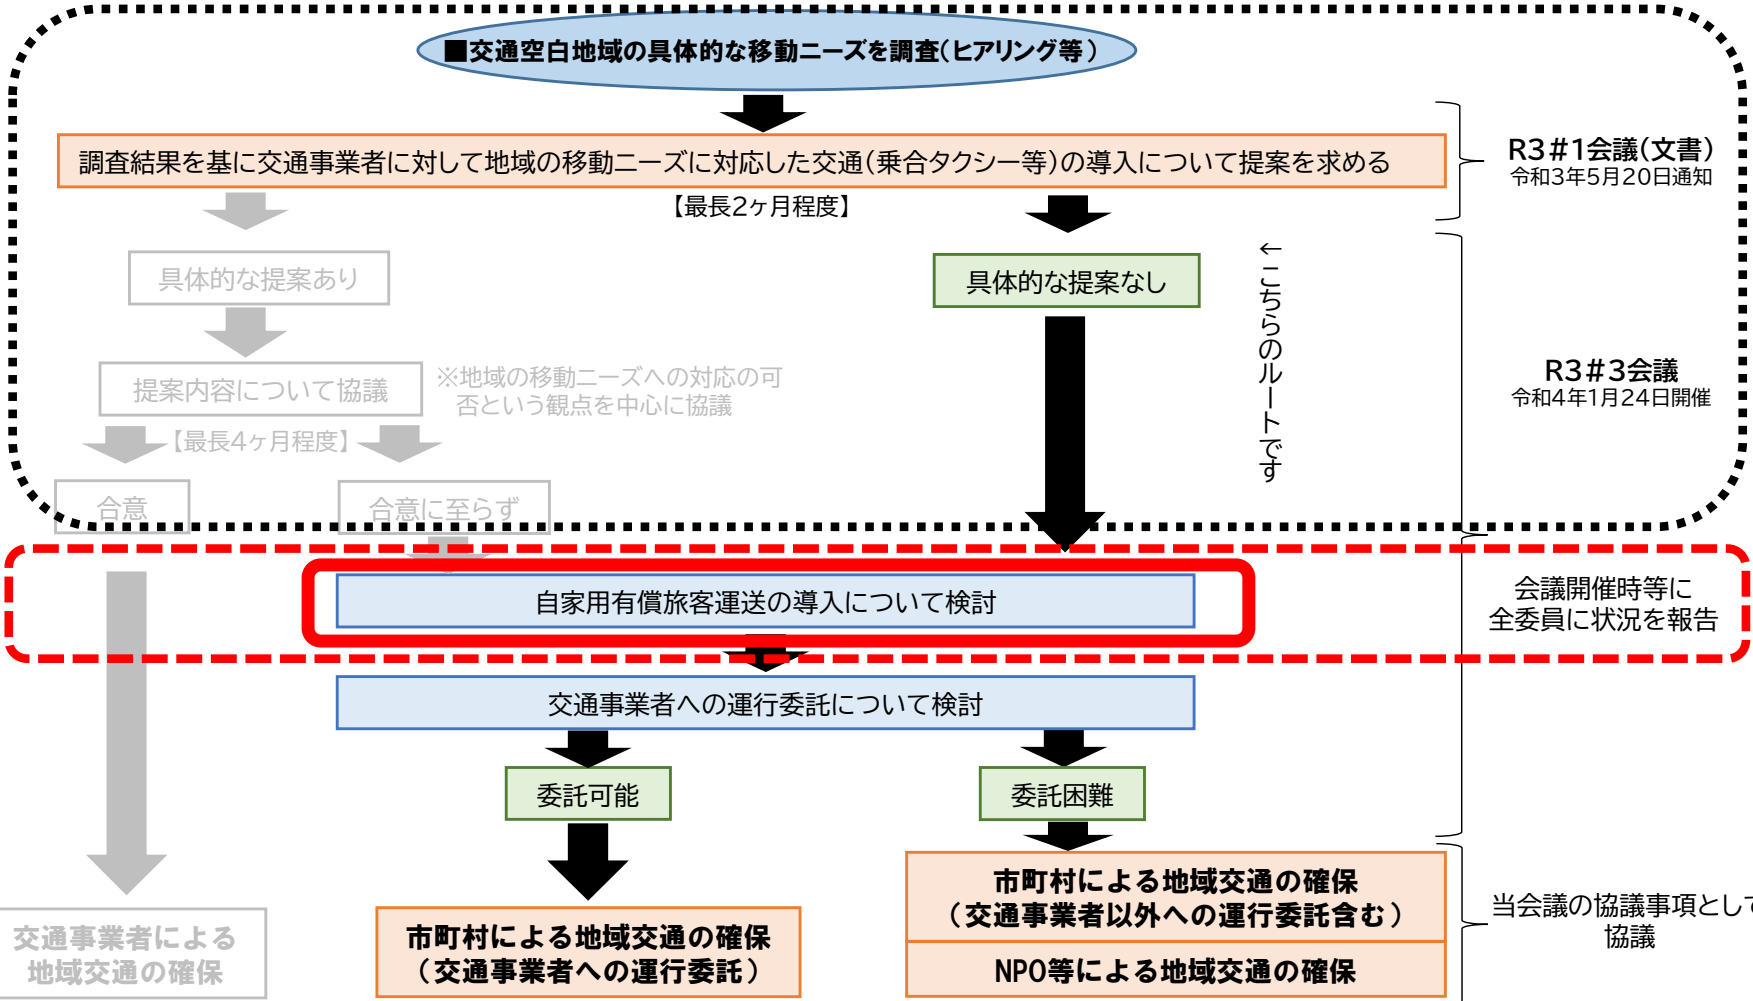 ■交通空白地域の具体的な移動ニーズを調査(ヒアリング等)
調査結果を基に交通事業者に対して地域の移動ニーズに対応した交通(乗合タクシー等)の導入について提案を求める
R3#1会議(文書)
令和3年5月20日通知
【最長2ヶ月程度】
具体的な提案あり
具体的な提案なし
←こちらのルートです
提案内容について協議
※地域の移動ニーズへの対応の可
否という観点を中心に協議
R3#3会議
令和4年1月24日開催
【最長4ヶ月程度】
合意
合意に至らず
自家用有償旅客運送の導入について検討
会議開催時等に
全委員に状況を報告
交通事業者への運行委託について検討
委託可能
委託困難
交通事業者による
地域交通の確保
市町村による地域交通の確保
(交通事業者への運行委託)
市町村による地域交通の確保
(交通事業者以外への運行委託含む)
NPO等による地域交通の確保
当会議の協議事項として
協議